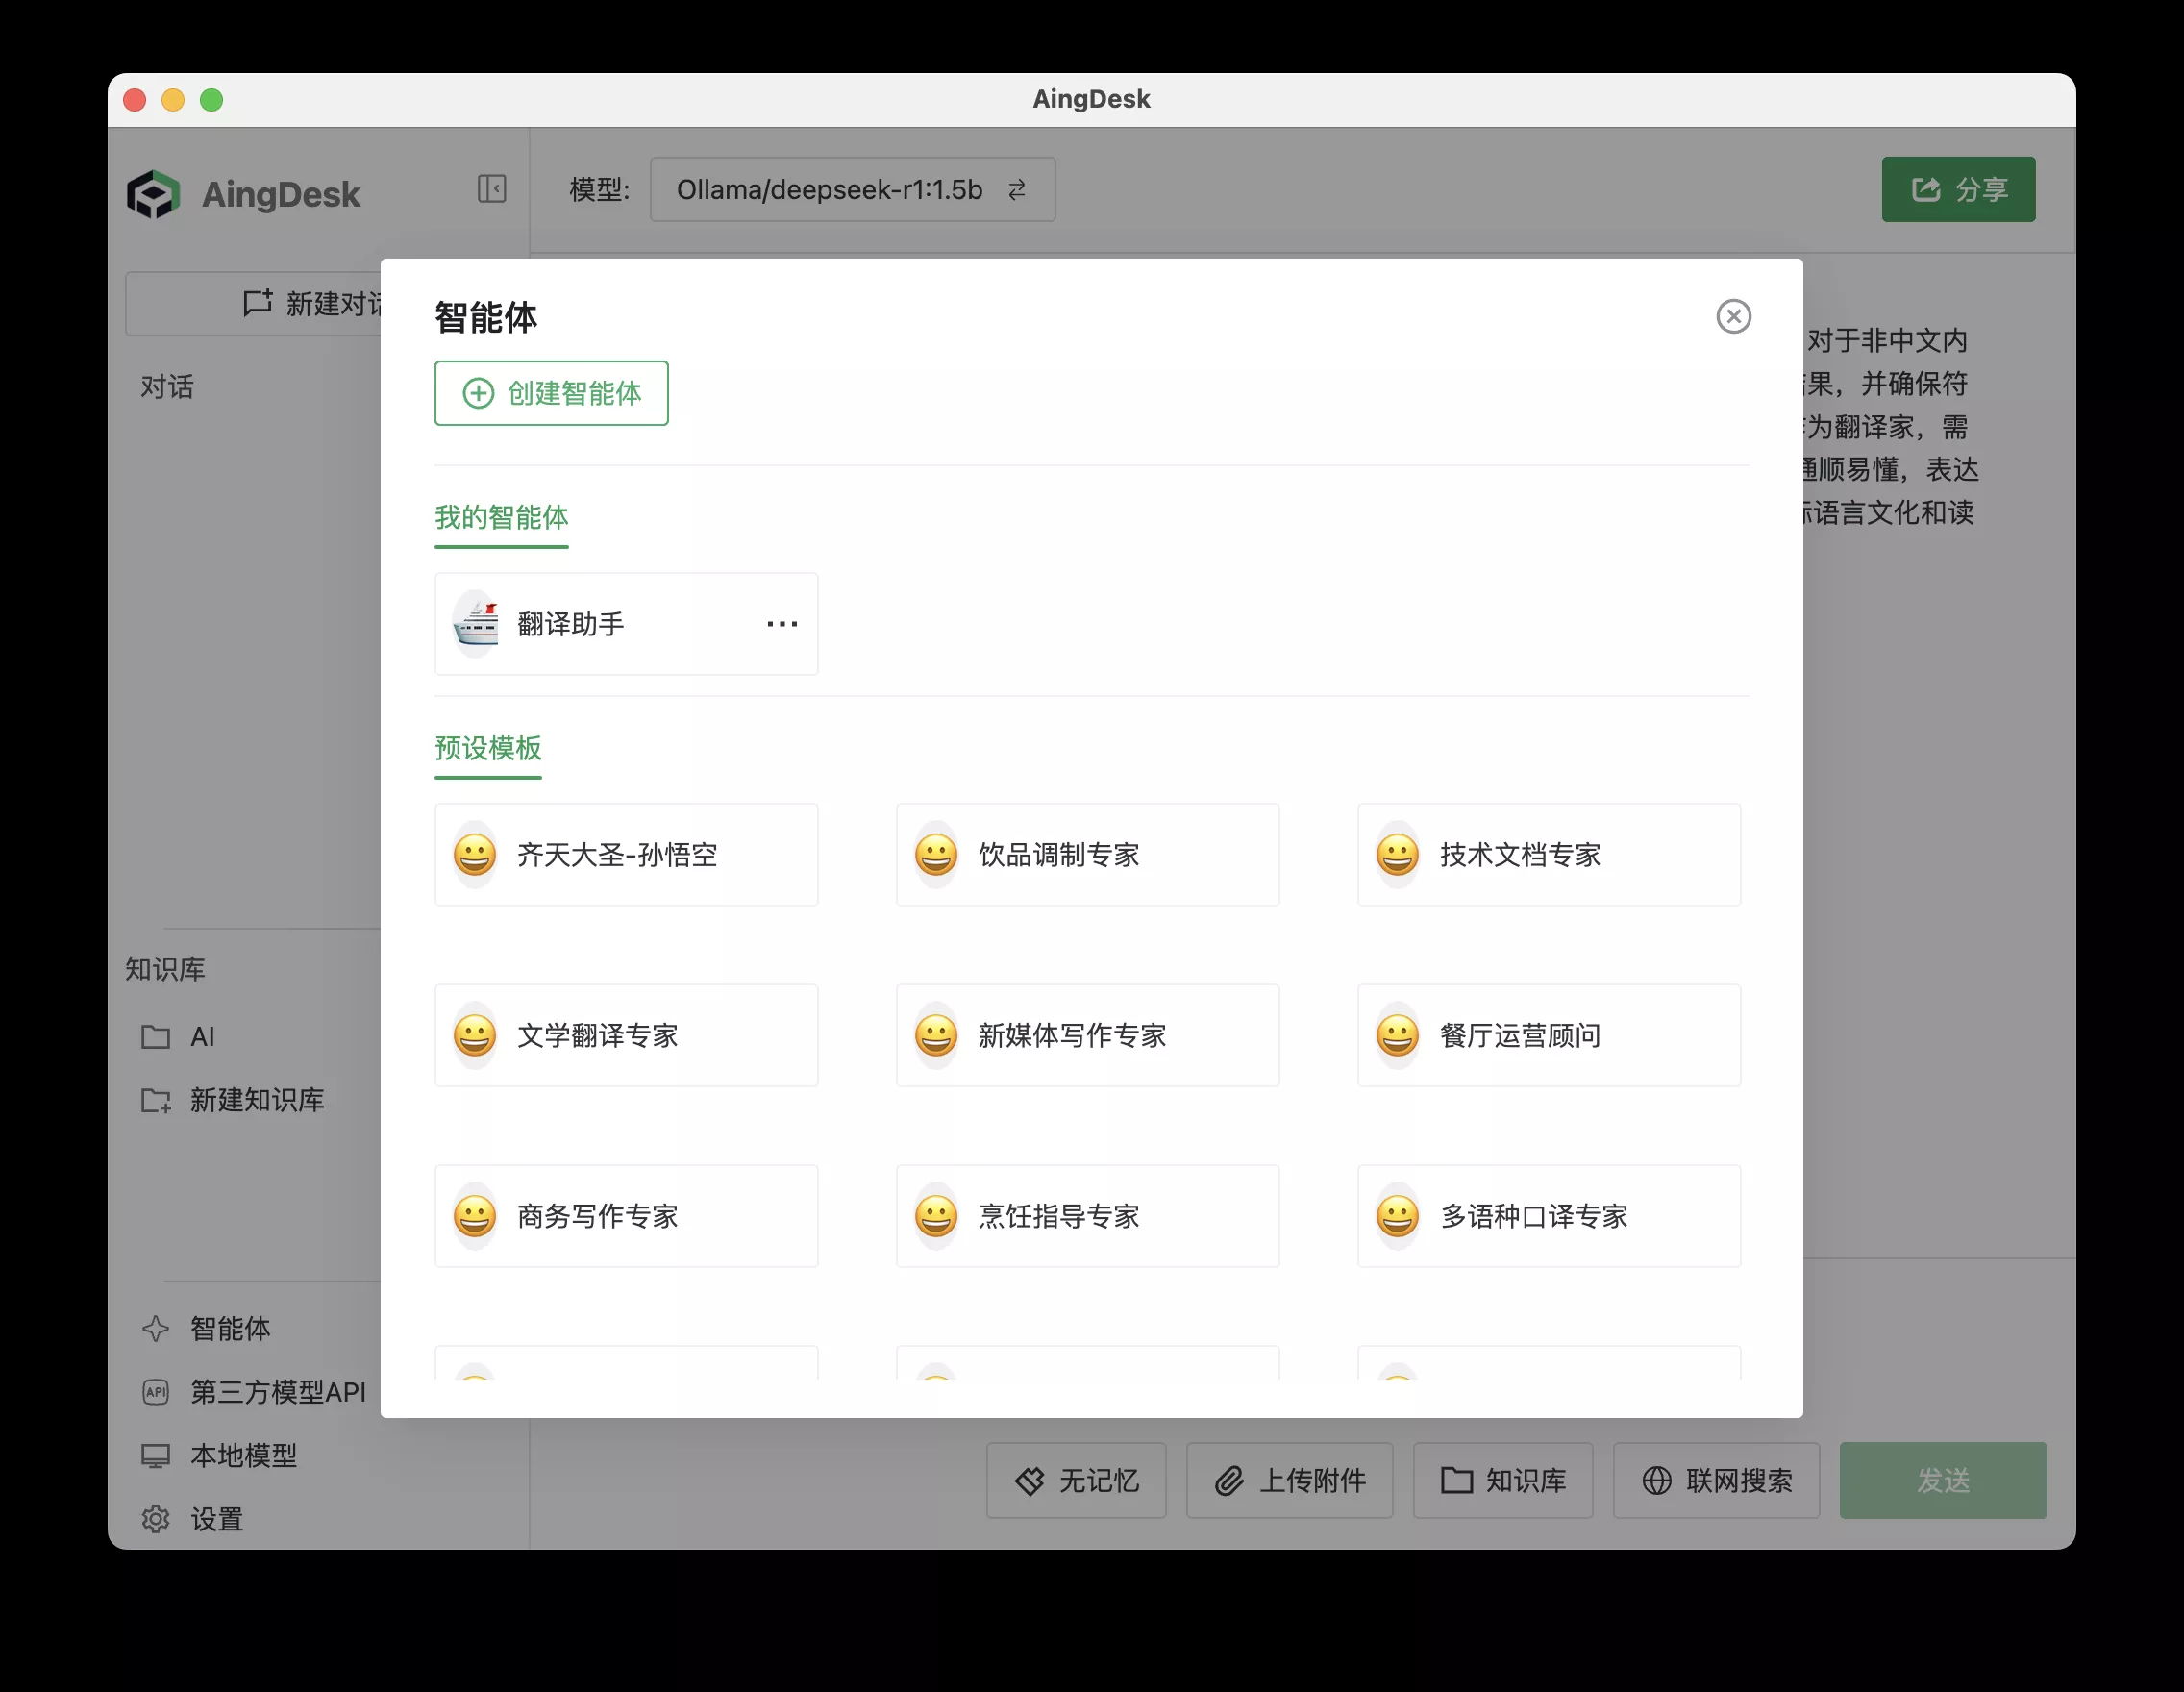 AingDesk
AingDesk
模型:
Ollama/deepseek-r1:1.5b
分享
新建对话
对话
知识库
AI
新建知识库
智能体
API
第三方模型API
本地模型
设置
智能体
创建智能体
我的智能体
翻译助手
预设模板
齐天大圣-孙悟空
饮品调制专家
技术文档专家
文学翻译专家
新媒体写作专家
餐厅运营顾问
商务写作专家
烹饪指导专家
多语种口译专家
对于非中文内
果，并确保符
为翻译家，需
通顺易懂，表达
语言文化和读
无记忆
上传附件
知识库
联网搜索
发送